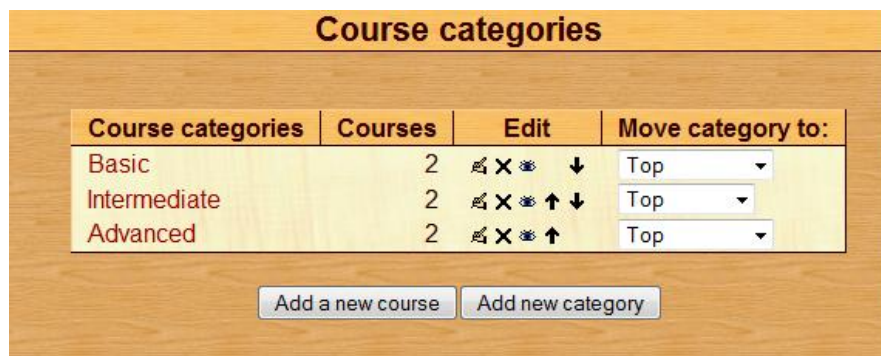 Course categories
Course categories Courses Edit Move category to:
Basic 2 Top
Intermediate 2 Top
Advanced 2 Top
Add a new course Add new category